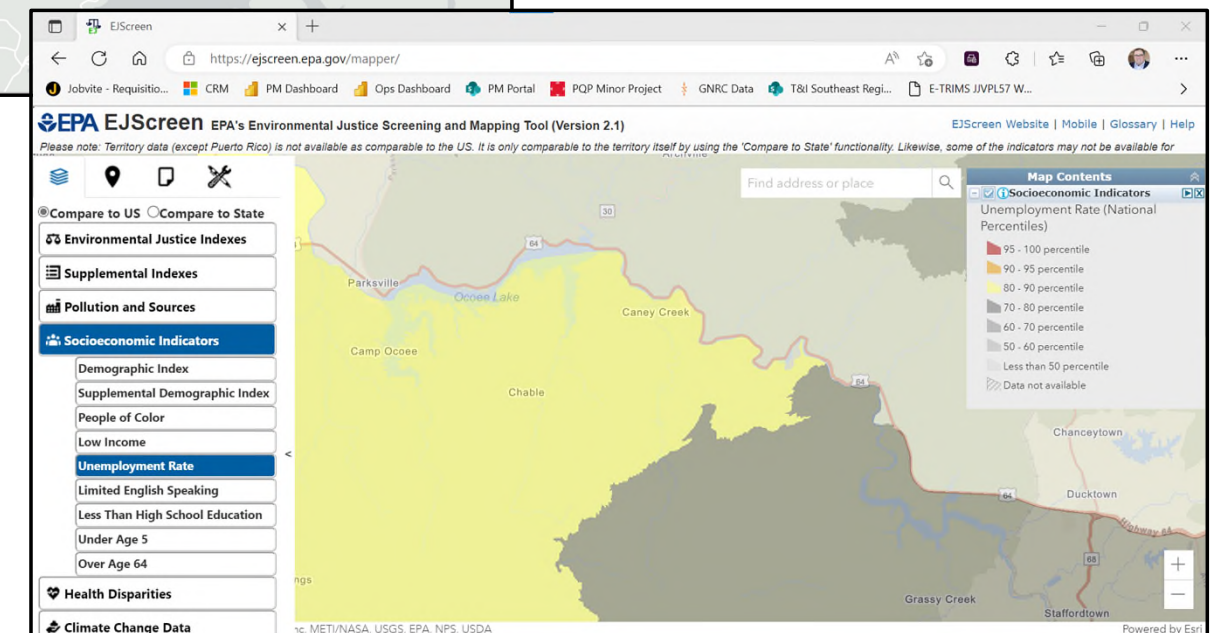 EJScreen
https://ejscreen.epa.gov/mapper/
Jobvite - Requisitio... CRM PM Dashboard Ops Dashboard PM Portal PQP Minor Project GNRC Data T&I Southeast Regi... E-TRIMS JJVPL57 W...
EPA EJScreen EPA's Environmental Justice Screening and Mapping Tool (Version 2.1)
EJScreen Website | Mobile | Glossary | Help
Please note: Territory data (except Puerto Rico) is not available as comparable to the US. It is only comparable to the territory itself by using the 'Compare to State' functionality. Likewise, some of the indicators may not be available for
Compare to US Compare to State
Environmental Justice Indexes
Supplemental Indexes
Pollution and Sources
Socioeconomic Indicators
Demographic Index
Supplemental Demographic Index
People of Color
Low Income
Unemployment Rate
Limited English Speaking
Less Than High School Education
Under Age 5
Over Age 64
Health Disparities
Climate Change Data
<
Find address or place
30
64
Parksville
Ocoee Lake
Caney Creek
Camp Ocoee
Chable
64
Chanceytown
64
Ducktown
Highway 64
68
Grassy Creek
Staffordtown
ngs
Map Contents
Socioeconomic Indicators
Unemployment Rate (National
Percentiles)
95 - 100 percentile
90 - 95 percentile
80 - 90 percentile
70 - 80 percentile
60 - 70 percentile
50 - 60 percentile
Less than 50 percentile
Data not available
+
−
nc, METI/NASA, USGS, EPA, NPS, USDA
Powered by Esri